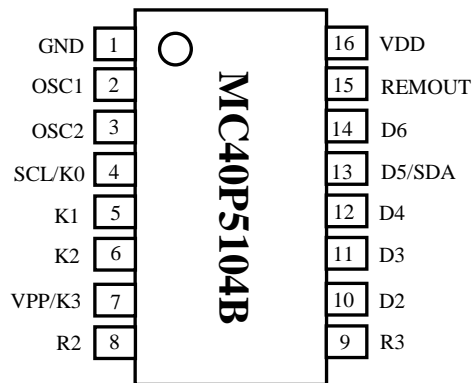 GND 1 16 VDD
OSC1 2 15 REMOUT
OSC2 3 14 D6
SCL/K0 4 13 D5/SDA
K1 5 12 D4
K2 6 11 D3
VPP/K3 7 10 D2
R2 8 9 R3
MC40P5104B